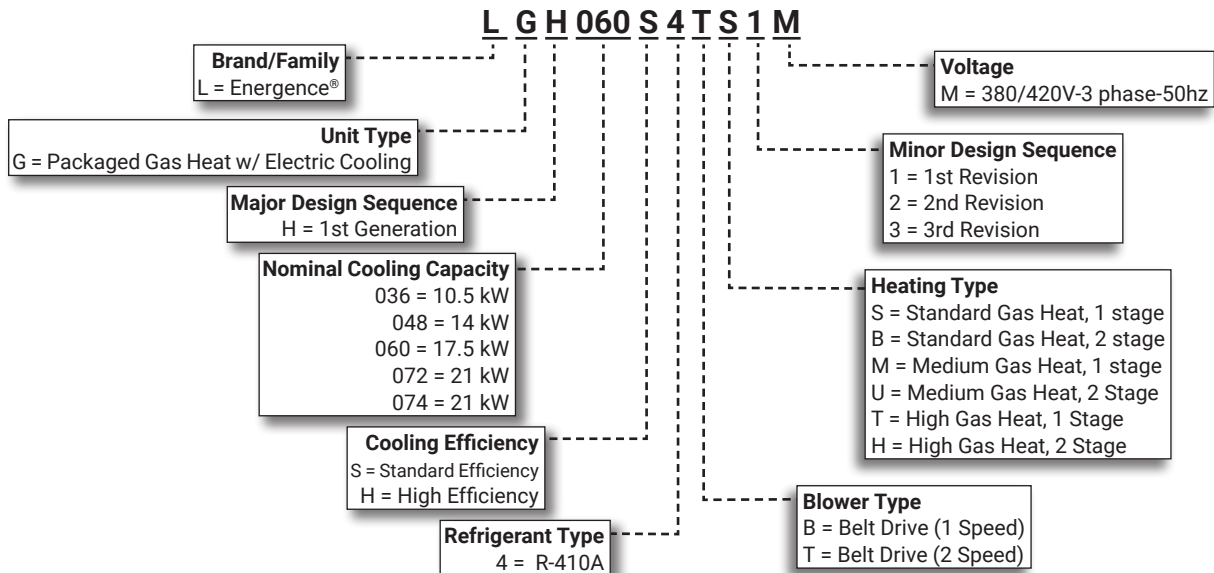 L G H 060 S 4 T S 1 M
Brand/Family
L = Energence®
Unit Type
G = Packaged Gas Heat w/ Electric Cooling
Major Design Sequence
H = 1st Generation
Nominal Cooling Capacity
036 = 10.5 kW
048 = 14 kW
060 = 17.5 kW
072 = 21 kW
074 = 21 kW
Cooling Efficiency
S = Standard Efficiency
H = High Efficiency
Refrigerant Type
4 = R-410A
Voltage
M = 380/420V-3 phase-50hz
Minor Design Sequence
1 = 1st Revision
2 = 2nd Revision
3 = 3rd Revision
Heating Type
S = Standard Gas Heat, 1 stage
B = Standard Gas Heat, 2 stage
M = Medium Gas Heat, 1 stage
U = Medium Gas Heat, 2 Stage
T = High Gas Heat, 1 Stage
H = High Gas Heat, 2 Stage
Blower Type
B = Belt Drive (1 Speed)
T = Belt Drive (2 Speed)